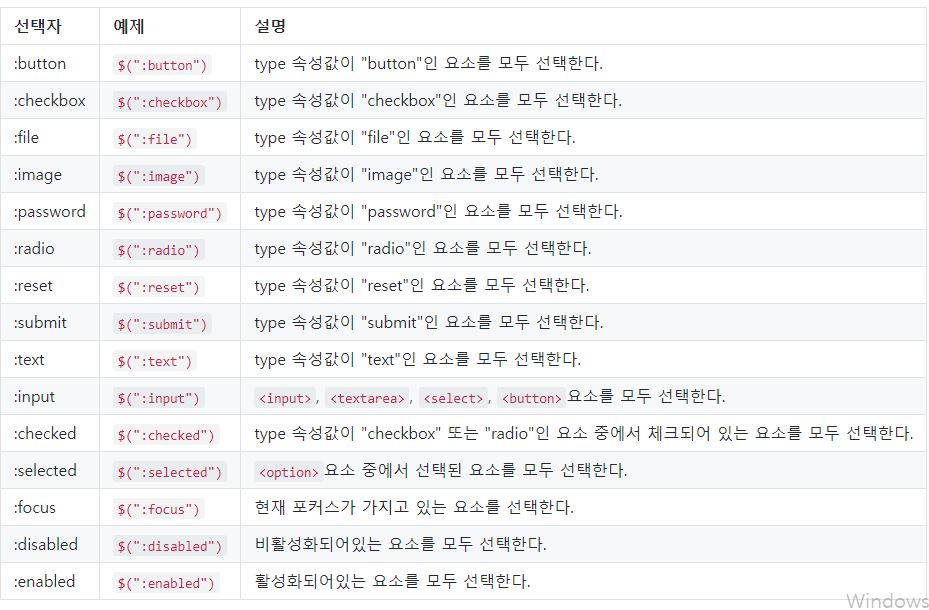 선택자 예제 설명
:button $(":button") type 속성값이 "button"인 요소를 모두 선택한다.
:checkbox $(":checkbox") type 속성값이 "checkbox"인 요소를 모두 선택한다.
:file $(":file") type 속성값이 "file"인 요소를 모두 선택한다.
:image $(":image") type 속성값이 "image"인 요소를 모두 선택한다.
:password $(":password") type 속성값이 "password"인 요소를 모두 선택한다.
:radio $(":radio") type 속성값이 "radio"인 요소를 모두 선택한다.
:reset $(":reset") type 속성값이 "reset"인 요소를 모두 선택한다.
:submit $(":submit") type 속성값이 "submit"인 요소를 모두 선택한다.
:text $(":text") type 속성값이 "text"인 요소를 모두 선택한다.
:input $(":input") <input>, <textarea>, <select>, <button>요소를 모두 선택한다.
:checked $(":checked") type 속성값이 "checkbox" 또는 "radio"인 요소 중에서 체크되어 있는 요소를 모두 선택한다.
:selected $(":selected") <option>요소 중에서 선택된 요소를 모두 선택한다.
:focus $(":focus") 현재 포커스가 가지고 있는 요소를 선택한다.
:disabled $(":disabled") 비활성화되어있는 요소를 모두 선택한다.
:enabled $(":enabled") 활성화되어있는 요소를 모두 선택한다.
Windows